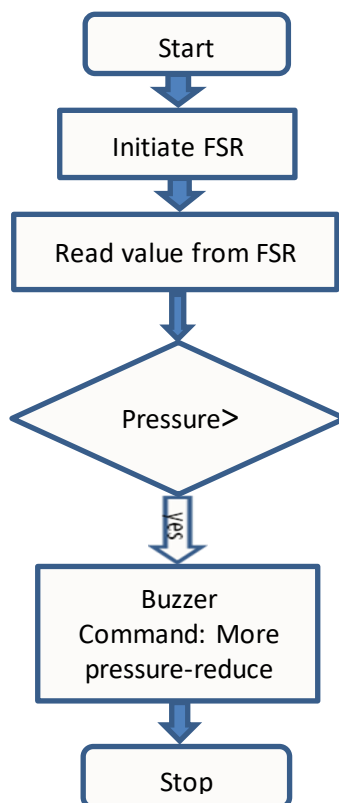 Start
Initiate FSR
Read value from FSR
Pressure>
yes
Buzzer
Command: More
pressure-reduce
Stop